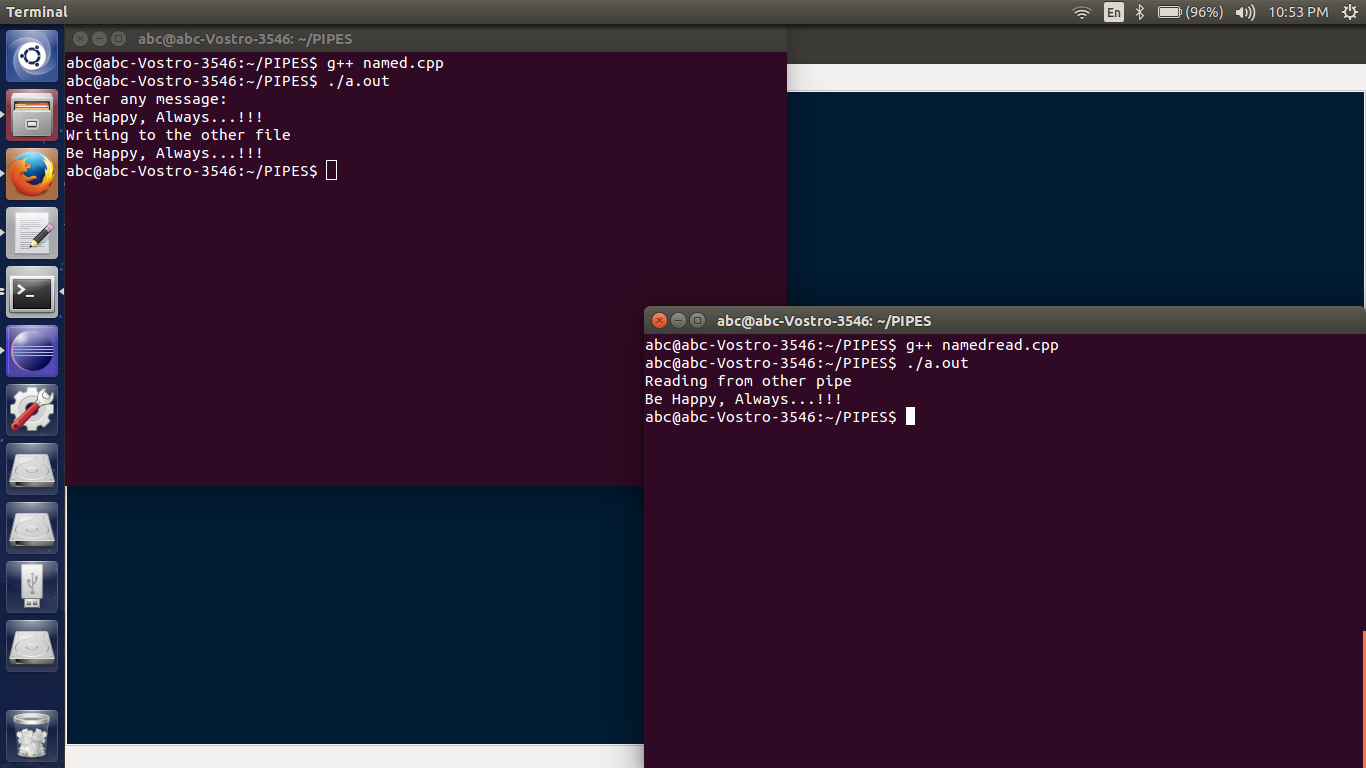 Terminal
En
(96%)
10:53 PM
abc@abc-Vostro-3546: ~/PIPES
abc@abc-Vostro-3546:~/PIPES$ g++ named.cpp
abc@abc-Vostro-3546:~/PIPES$ ./a.out
enter any message:
Be Happy, Always...!!!
Writing to the other file
Be Happy, Always...!!!
abc@abc-Vostro-3546:~/PIPES$
abc@abc-Vostro-3546: ~/PIPES
abc@abc-Vostro-3546:~/PIPES$ g++ namedread.cpp
abc@abc-Vostro-3546:~/PIPES$ ./a.out
Reading from other pipe
Be Happy, Always...!!!
abc@abc-Vostro-3546:~/PIPES$